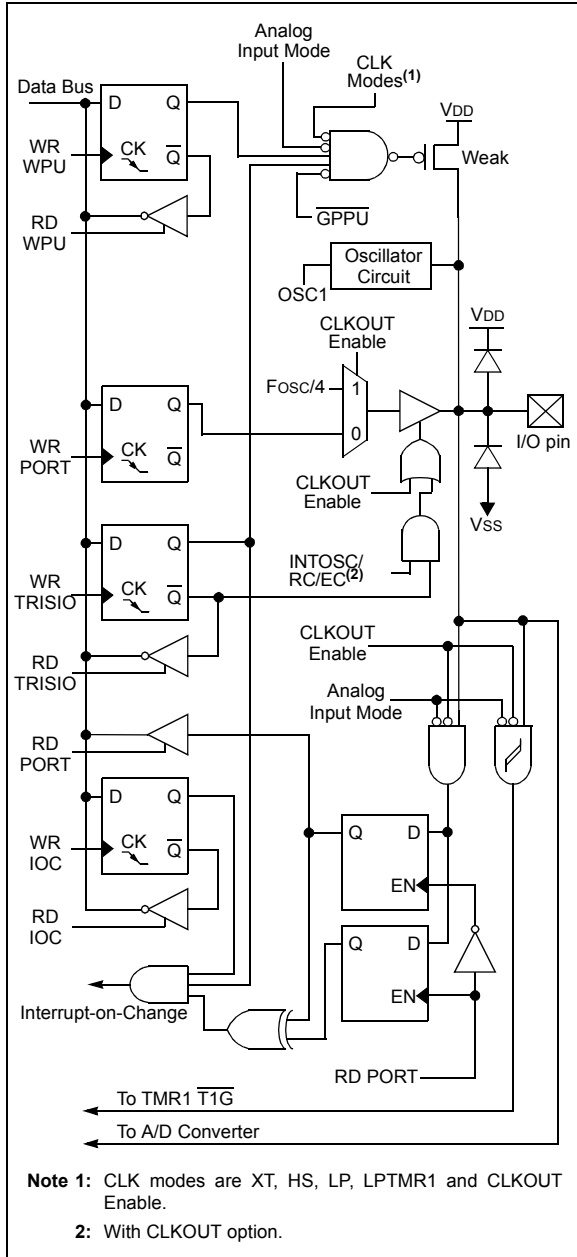 Analog
Input Mode
CLK
Modes(1)
Data Bus
D Q
VDD
WR
WPU
CK Q
Weak
RD
WPU
GPPU
Oscillator
Circuit
OSC1
CLKOUT
Enable
VDD
FOSC/4
1
D Q
0
I/O pin
WR
PORT
CK Q
CLKOUT
Enable
VSS
D Q
INTOSC/
RC/EC(2)
WR
TRISIO
CK Q
CLKOUT
Enable
RD
TRISIO
Analog
Input Mode
RD
PORT
D Q
Q D
WR
IOC
CK Q
EN
RD
IOC
Q D
EN
Interrupt-on-Change
RD PORT
To TMR1 T1G
To A/D Converter
Note 1: CLK modes are XT, HS, LP, LPTMR1 and CLKOUT
Enable.
2: With CLKOUT option.